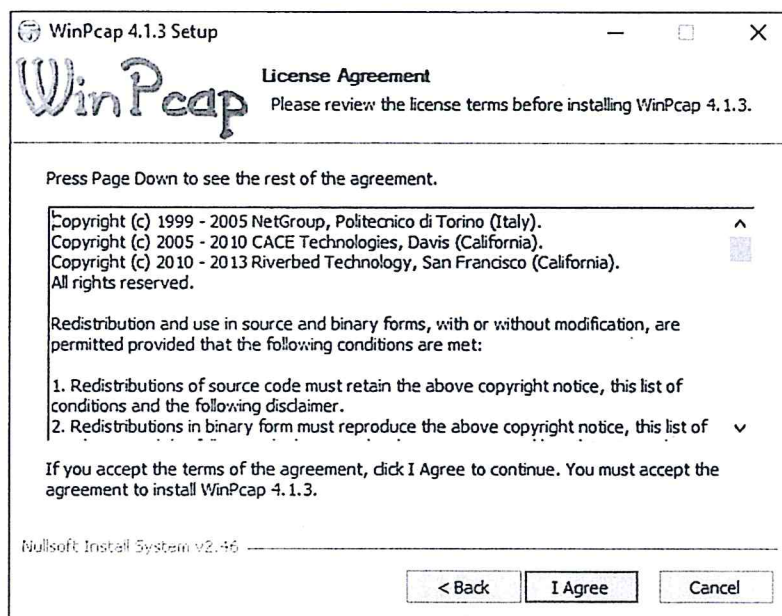 WinPcap 4.1.3 Setup
WinPcap
License Agreement
Please review the license terms before installing WinPcap 4.1.3.
Press Page Down to see the rest of the agreement.
Copyright (c) 1999 - 2005 NetGroup, Politecnico di Torino (Italy).
Copyright (c) 2005 - 2010 CACE Technologies, Davis (California).
Copyright (c) 2010 - 2013 Riverbed Technology, San Francisco (California).
All rights reserved.
Redistribution and use in source and binary forms, with or without modification, are
permitted provided that the following conditions are met:
1. Redistributions of source code must retain the above copyright notice, this list of
conditions and the following disclaimer.
2. Redistributions in binary form must reproduce the above copyright notice, this list of
If you accept the terms of the agreement, click I Agree to continue. You must accept the
agreement to install WinPcap 4.1.3.
Nullsoft Install System v2.46
< Back
I Agree
Cancel